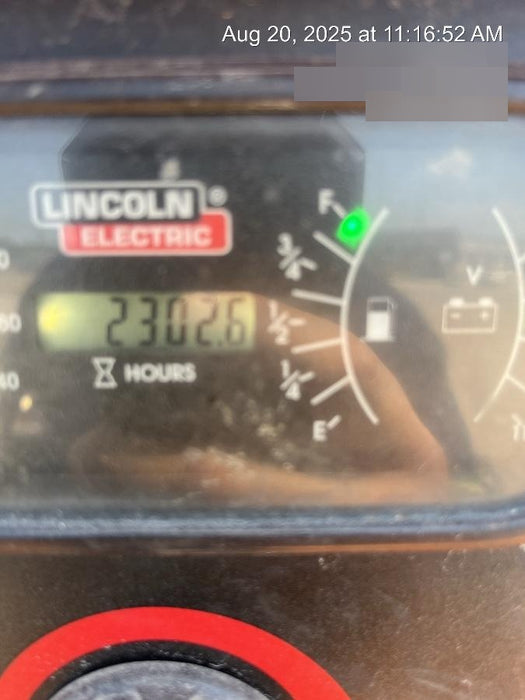 Aug 20, 2025 at 11:16:52 AM
LINCOLN®
ELECTRIC
2302.6
HOURS
F
3/4
1/2
1/4
E
V